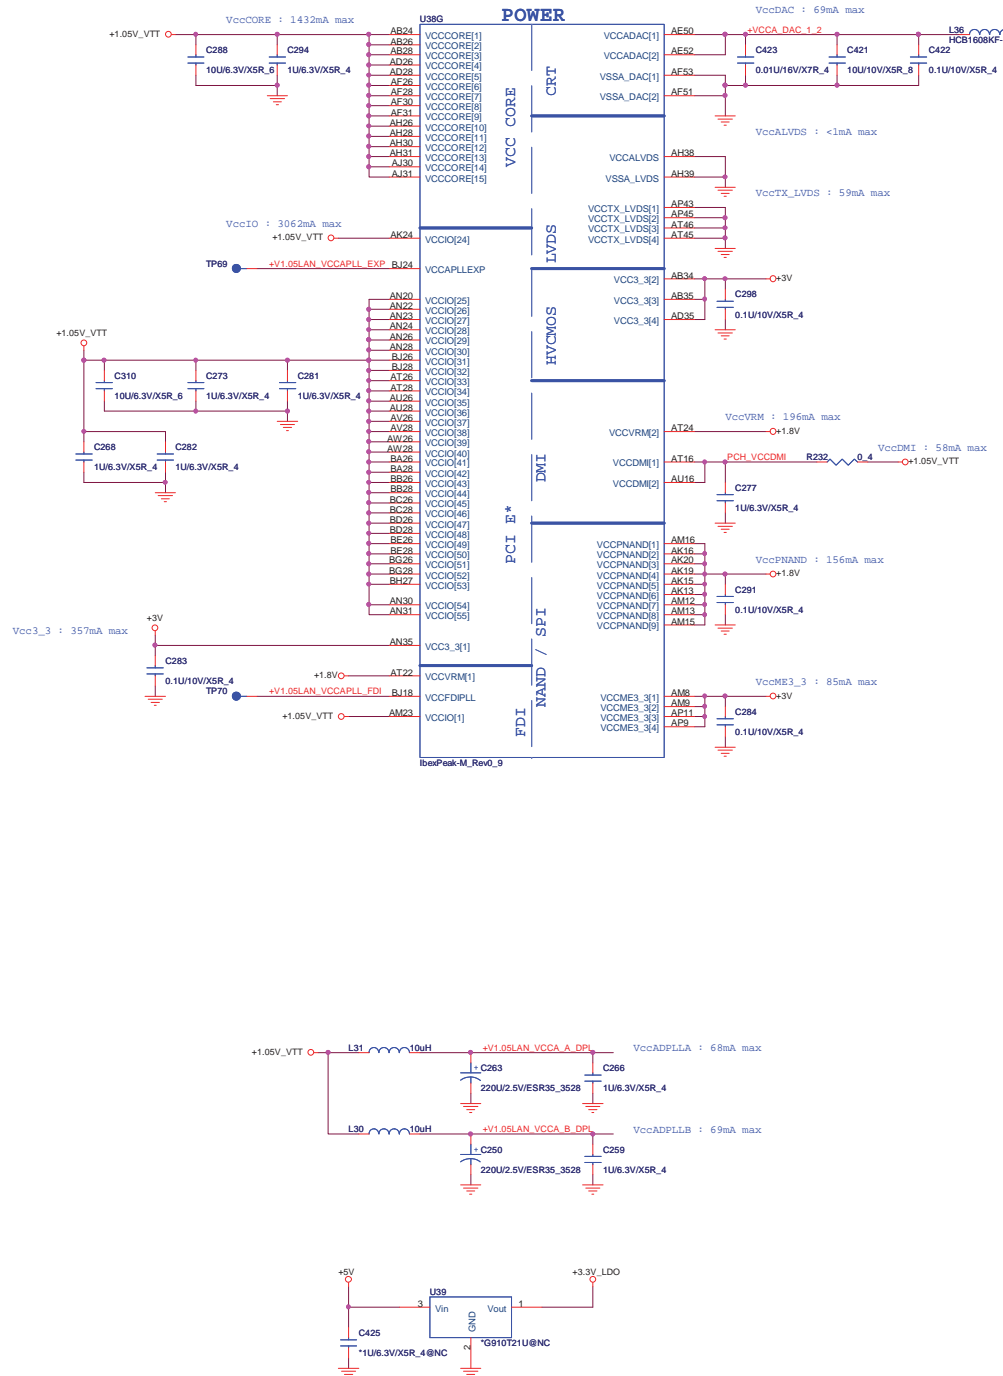 POWER
VccCORE : 1432mA max
U38G
VccDAC : 69mA max
+1.05V_VTT
C288
10U/6.3V/X5R_6
C294
1U/6.3V/X5R_4
AB24 VCCCORE[1]
AB26 VCCCORE[2]
AB28 VCCCORE[3]
AD26 VCCCORE[4]
AD28 VCCCORE[5]
AF26 VCCCORE[6]
AF28 VCCCORE[7]
AF30 VCCCORE[8]
AF31 VCCCORE[9]
AH26 VCCCORE[10]
AH28 VCCCORE[11]
AH30 VCCCORE[12]
AH31 VCCCORE[13]
AJ30 VCCCORE[14]
AJ31 VCCCORE[15]
VCC CORE
CRT
VCCADAC[1] AE50
VCCADAC[2] AE52
VSSA_DAC[1] AF53
VSSA_DAC[2] AF51
+VCCA_DAC_1_2
L36
HCB1608KF-
C423
0.01U/16V/X7R_4
C421
10U/10V/X5R_8
C422
0.1U/10V/X5R_4
VccALVDS : <1mA max
VCCALVDS AH38
VSSA_LVDS AH39
VccTX_LVDS : 59mA max
VCCTX_LVDS[1] AP43
VCCTX_LVDS[2] AP45
VCCTX_LVDS[3] AT46
VCCTX_LVDS[4] AT45
LVDS
VccIO : 3062mA max
+1.05V_VTT
AK24 VCCIO[24]
TP69
+V1.05LAN_VCCAPLL_EXP
BJ24 VCCAPLLEXP
HVCMOS
VCC3_3[2] AB34
VCC3_3[3] AB35
VCC3_3[4] AD35
+3V
C298
0.1U/10V/X5R_4
AN20 VCCIO[25]
AN22 VCCIO[26]
AN23 VCCIO[27]
AN24 VCCIO[28]
AN26 VCCIO[29]
AN28 VCCIO[30]
BJ26 VCCIO[31]
BJ28 VCCIO[32]
AT26 VCCIO[33]
AT28 VCCIO[34]
AU26 VCCIO[35]
AU28 VCCIO[36]
AV26 VCCIO[37]
AV28 VCCIO[38]
AW26 VCCIO[39]
AW28 VCCIO[40]
BA26 VCCIO[41]
BA28 VCCIO[42]
BB26 VCCIO[43]
BB28 VCCIO[44]
BC26 VCCIO[45]
BC28 VCCIO[46]
BD26 VCCIO[47]
BD28 VCCIO[48]
BE26 VCCIO[49]
BE28 VCCIO[50]
BG26 VCCIO[51]
BG28 VCCIO[52]
BH27 VCCIO[53]
AN30 VCCIO[54]
AN31 VCCIO[55]
+1.05V_VTT
C310
10U/6.3V/X5R_6
C273
1U/6.3V/X5R_4
C281
1U/6.3V/X5R_4
C268
1U/6.3V/X5R_4
C282
1U/6.3V/X5R_4
PCI E*
DMI
VccVRM : 196mA max
VCCVRM[2] AT24
+1.8V
VccDMI : 58mA max
VCCDMI[1] AT16
VCCDMI[2] AU16
PCH_VCCDMI
R232
0_4
+1.05V_VTT
C277
1U/6.3V/X5R_4
VCCPNAND[1] AM16
VCCPNAND[2] AK16
VCCPNAND[3] AK20
VCCPNAND[4] AK19
VCCPNAND[5] AK15
VCCPNAND[6] AK13
VCCPNAND[7] AM12
VCCPNAND[8] AM13
VCCPNAND[9] AM15
VccPNAND : 156mA max
+1.8V
C291
0.1U/10V/X5R_4
NAND / SPI
Vcc3_3 : 357mA max
+3V
AN35 VCC3_3[1]
C283
0.1U/10V/X5R_4
+1.8V
AT22 VCCVRM[1]
TP70
+V1.05LAN_VCCAPLL_FDI
BJ18 VCCFDIPLL
+1.05V_VTT
AM23 VCCIO[1]
FDI
VccME3_3 : 85mA max
VCCME3_3[1] AM8
VCCME3_3[2] AM9
VCCME3_3[3] AP11
VCCME3_3[4] AP9
+3V
C284
0.1U/10V/X5R_4
IbexPeak-M_Rev0_9
+1.05V_VTT
L31
10uH
+V1.05LAN_VCCA_A_DPL
VccADPLLA : 68mA max
+ C263
220U/2.5V/ESR35_3528
C266
1U/6.3V/X5R_4
L30
10uH
+V1.05LAN_VCCA_B_DPL
VccADPLLB : 69mA max
+ C250
220U/2.5V/ESR35_3528
C259
1U/6.3V/X5R_4
+5V
+3.3V_LDO
U39
3 Vin
Vout 1
GND
2
C425
*1U/6.3V/X5R_4@NC
*G910T21U@NC